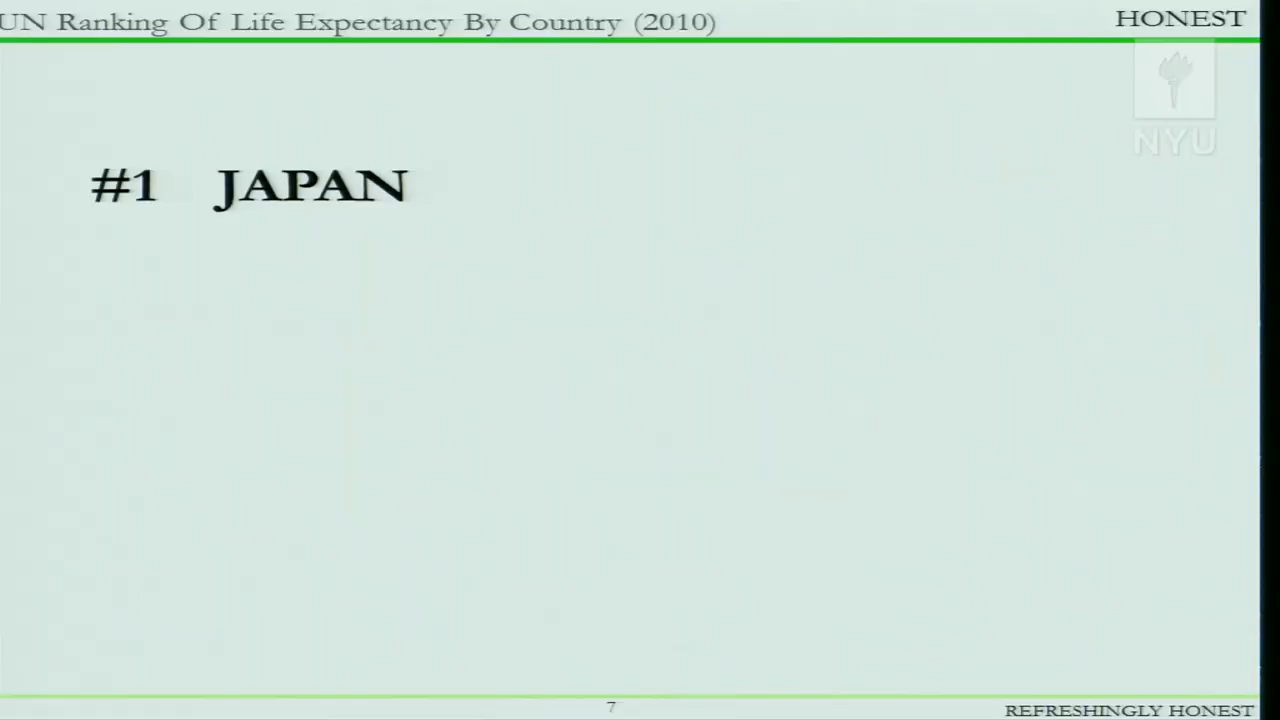 UN Ranking Of Life Expectancy By Country (2010)
HONEST
NYU
#1 JAPAN
7
REFRESHINGLY HONEST